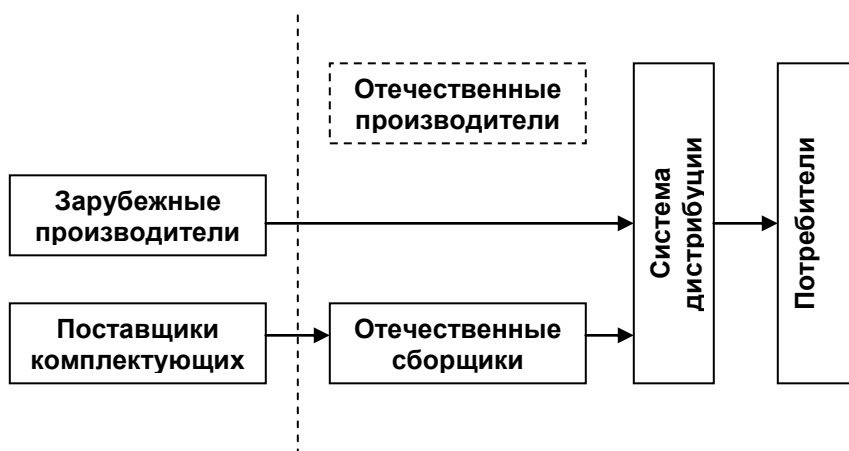 Отечественные
производители
Зарубежные
производители
Система
дистрибуции
Потребители
Поставщики
комплектующих
Отечественные
сборщики